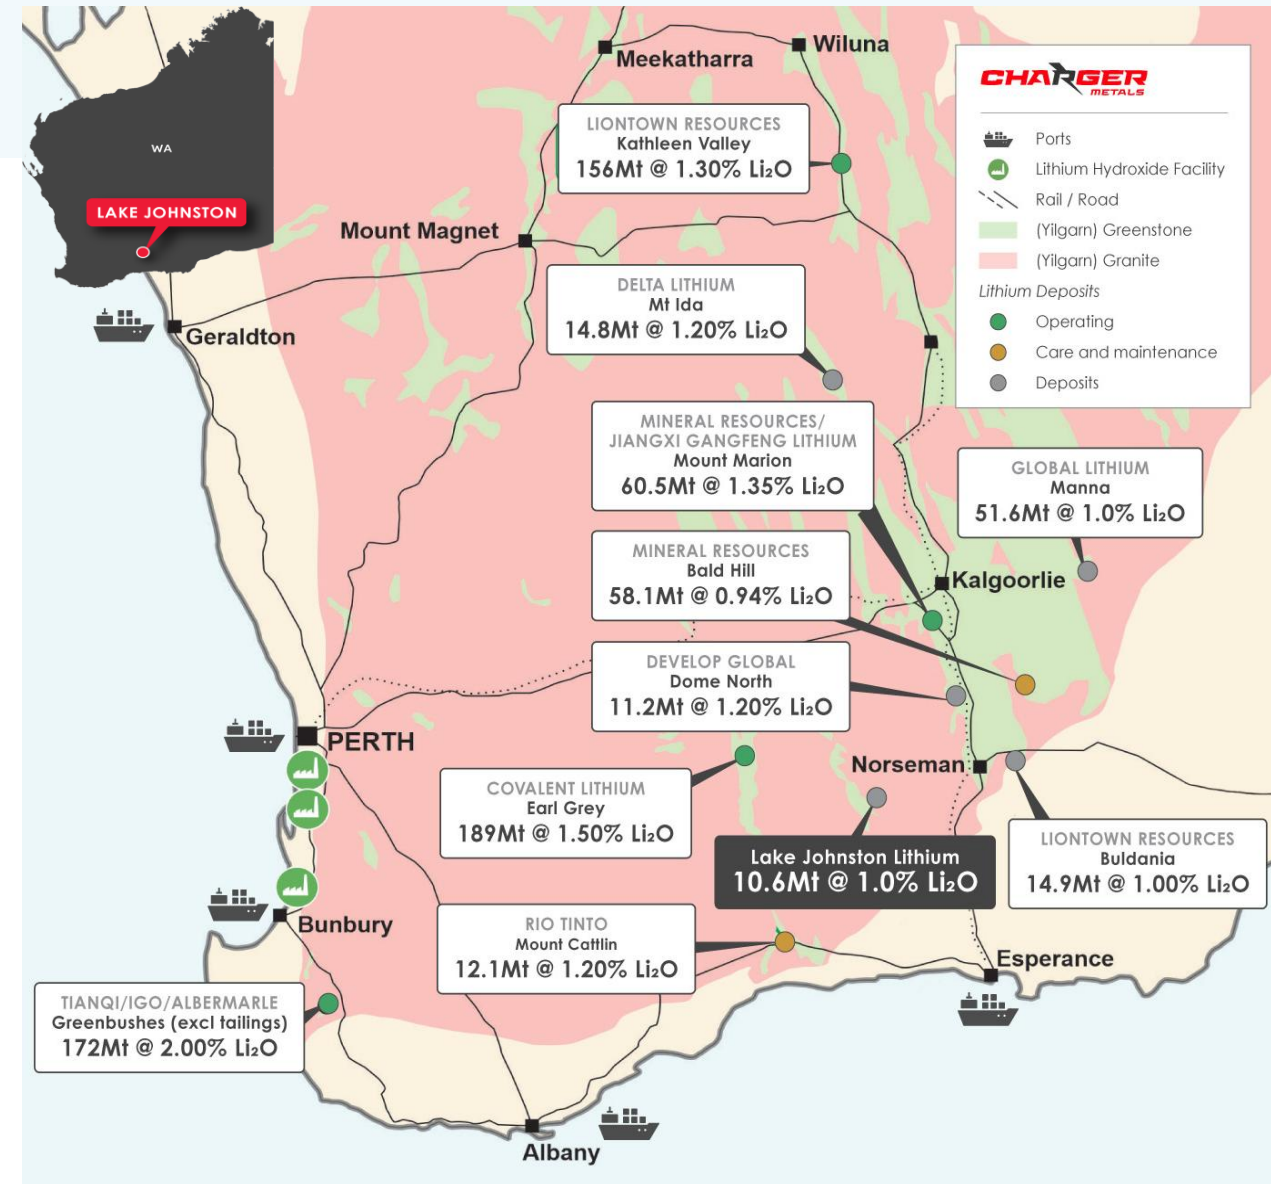 WA
LAKE JOHNSTON
Meekatharra
Wiluna
CHARGER
METALS
Ports
Lithium Hydroxide Facility
Rail / Road
(Yilgarn) Greenstone
(Yilgarn) Granite
Lithium Deposits
Operating
Care and maintenance
Deposits
LIONTOWN RESOURCES
Kathleen Valley
156Mt @ 1.30% Li₂O
Mount Magnet
DELTA LITHIUM
Mt Ida
14.8Mt @ 1.20% Li₂O
Geraldton
MINERAL RESOURCES/
JIANGXI GANGFENG LITHIUM
Mount Marion
60.5Mt @ 1.35% Li₂O
GLOBAL LITHIUM
Manna
51.6Mt @ 1.0% Li₂O
MINERAL RESOURCES
Bald Hill
58.1Mt @ 0.94% Li₂O
Kalgoorlie
DEVELOP GLOBAL
Dome North
11.2Mt @ 1.20% Li₂O
PERTH
Norseman
COVALENT LITHIUM
Earl Grey
189Mt @ 1.50% Li₂O
Lake Johnston Lithium
10.6Mt @ 1.0% Li₂O
LIONTOWN RESOURCES
Buldania
14.9Mt @ 1.00% Li₂O
Bunbury
RIO TINTO
Mount Cattlin
12.1Mt @ 1.20% Li₂O
Esperance
TIANQI/IGO/ALBERMARLE
Greenbushes (excl tailings)
172Mt @ 2.00% Li₂O
Albany